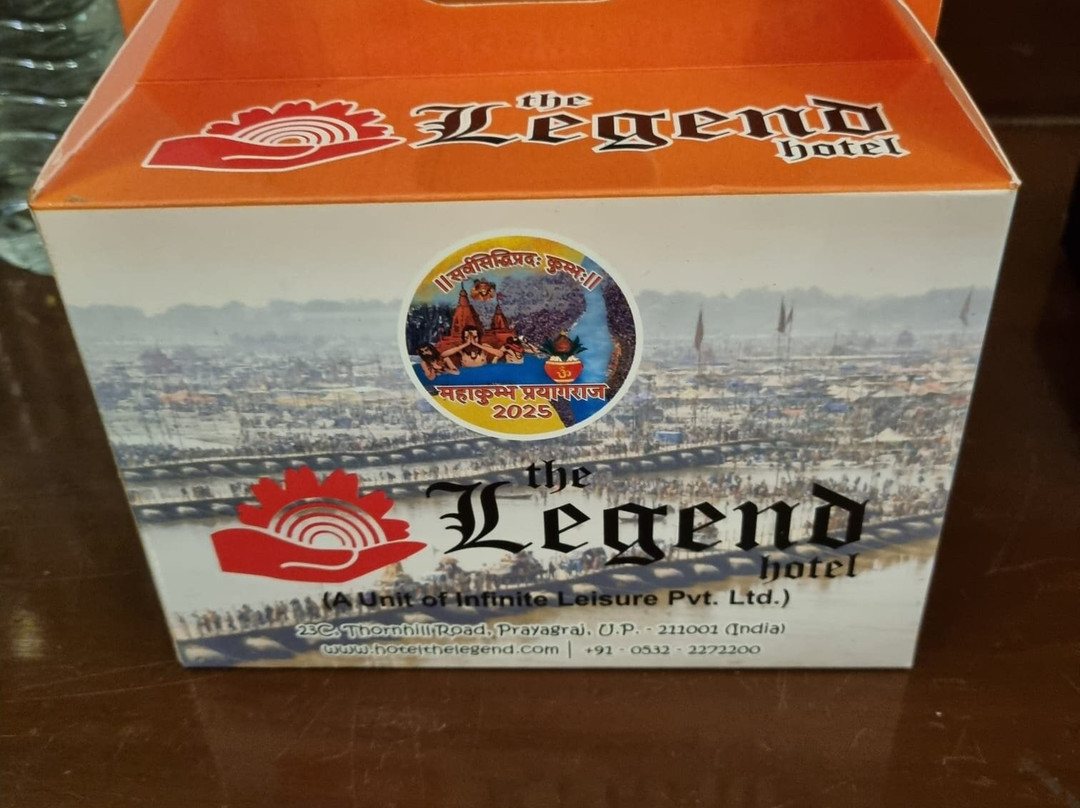 the
Legend
hotel
॥सर्वसिद्धिप्रदः कुम्भः॥
ॐ
महाकुम्भ प्रयागराज
2025
the
Legend
hotel
(A Unit of Infinite Leisure Pvt. Ltd.)
23C, Thornhill Road, Prayagraj, U.P. - 211001 (India)
www.hotelthelegend.com | +91 - 0532 - 2272200